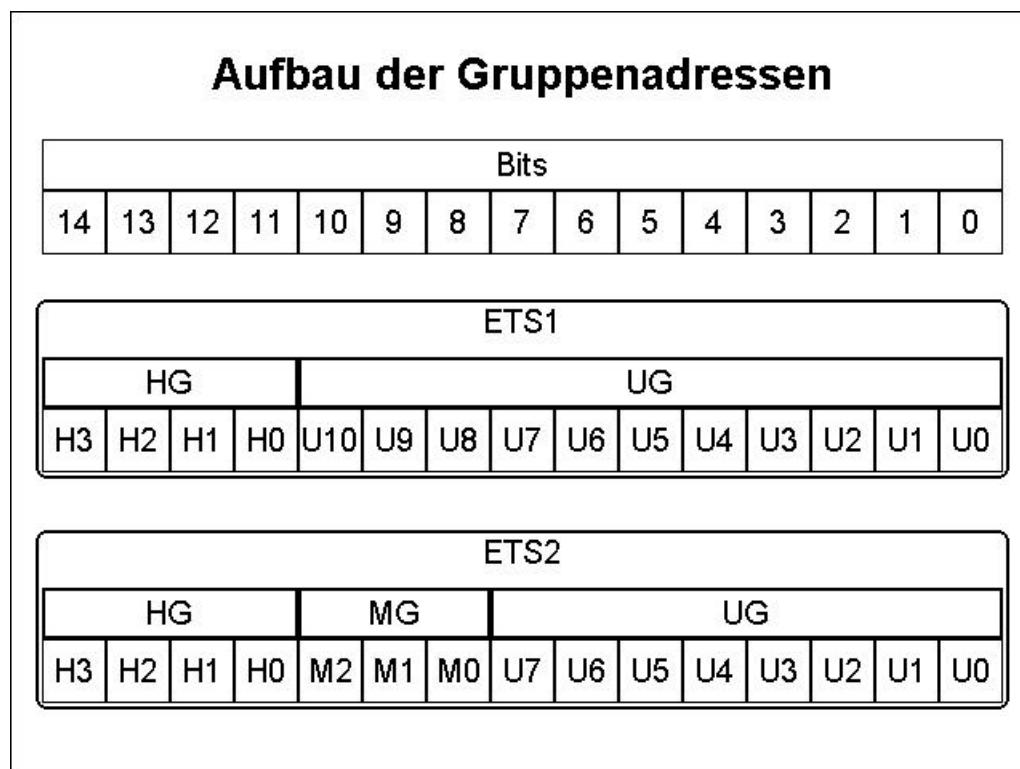 Aufbau der Gruppenadressen
Bits
14 13 12 11 10 9 8 7 6 5 4 3 2 1 0
ETS1
HG UG
H3 H2 H1 H0 U10 U9 U8 U7 U6 U5 U4 U3 U2 U1 U0
ETS2
HG MG UG
H3 H2 H1 H0 M2 M1 M0 U7 U6 U5 U4 U3 U2 U1 U0